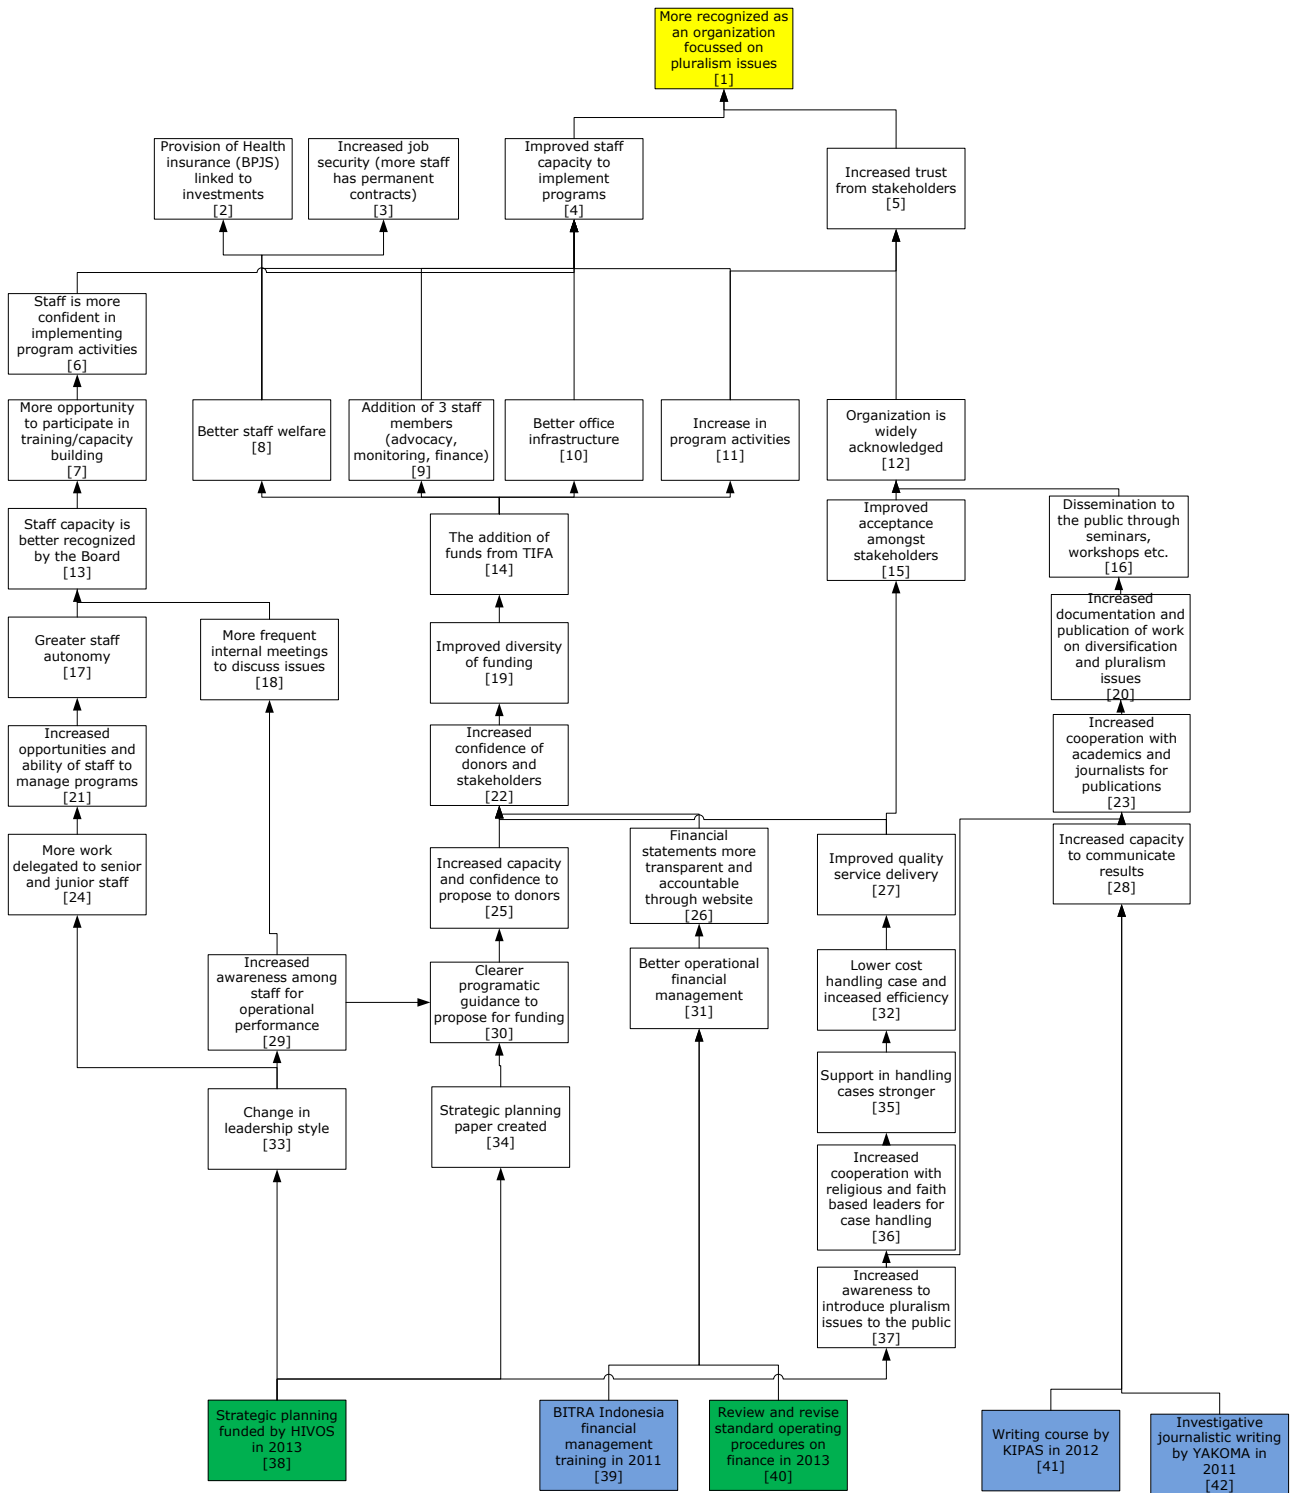 More recognized as
an organization
focussed on
pluralism issues
[1]
Provision of Health
insurance (BPJS)
linked to
investments
[2]
Increased job
security (more staff
has permanent
contracts)
[3]
Improved staff
capacity to
implement
programs
[4]
Increased trust
from stakeholders
[5]
Staff is more
confident in
implementing
program activities
[6]
More opportunity
to participate in
training/capacity
building
[7]
Better staff welfare
[8]
Addition of 3 staff
members
(advocacy,
monitoring, finance)
[9]
Better office
infrastructure
[10]
Increase in
program activities
[11]
Organization is
widely
acknowledged
[12]
Staff capacity is
better recognized
by the Board
[13]
The addition of
funds from TIFA
[14]
Improved
acceptance
amongst
stakeholders
[15]
Dissemination to
the public through
seminars,
workshops etc.
[16]
Greater staff
autonomy
[17]
More frequent
internal meetings
to discuss issues
[18]
Improved diversity
of funding
[19]
Increased
documentation and
publication of work
on diversification
and pluralism
issues
[20]
Increased
opportunities and
ability of staff to
manage programs
[21]
Increased
confidence of
donors and
stakeholders
[22]
Increased
cooperation with
academics and
journalists for
publications
[23]
More work
delegated to senior
and junior staff
[24]
Increased capacity
and confidence to
propose to donors
[25]
Financial
statements more
transparent and
accountable
through website
[26]
Improved quality
service delivery
[27]
Increased capacity
to communicate
results
[28]
Increased
awareness among
staff for
operational
performance
[29]
Clearer
programatic
guidance to
propose for funding
[30]
Better operational
financial
management
[31]
Lower cost
handling case and
inceased efficiency
[32]
Change in
leadership style
[33]
Strategic planning
paper created
[34]
Support in handling
cases stronger
[35]
Increased
cooperation with
religious and faith
based leaders for
case handling
[36]
Increased
awareness to
introduce pluralism
issues to the public
[37]
Strategic planning
funded by HIVOS
in 2013
[38]
BITRA Indonesia
financial
management
training in 2011
[39]
Review and revise
standard operating
procedures on
finance in 2013
[40]
Writing course by
KIPAS in 2012
[41]
Investigative
journalistic writing
by YAKOMA in
2011
[42]